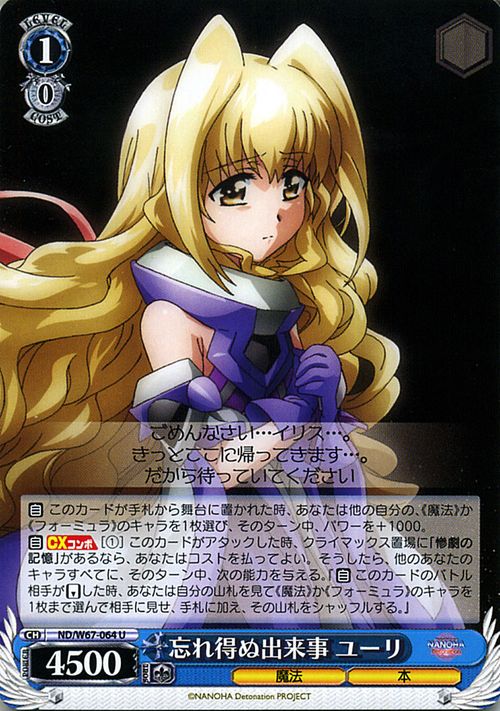 LEVEL
1
0
COST
ごめんなさい…イリス…。
きっとここに帰ってきます…。
だから待っていてください
自 このカードが手札から舞台に置かれた時、あなたは他の自分の、《魔法》か
《フォーミュラ》のキャラを1枚選び、そのターン中、パワーを＋1000。
自 CXコンボ [①] このカードがアタックした時、クライマックス置場に「惨劇の
記憶」があるなら、あなたはコストを払ってよい。そうしたら、他のあなたの
キャラすべてに、そのターン中、次の能力を与える。『自 このカードのバトル
相手が した時、あなたは自分の山札を見て《魔法》か《フォーミュラ》のキャラを
1枚まで選んで相手に見せ、手札に加え、その山札をシャッフルする。』
CH ND/W67-064 U
POWER
4500
SOUL
忘れ得ぬ出来事 ユーリ
魔法
本
NANOHA
©NANOHA Detonation PROJECT